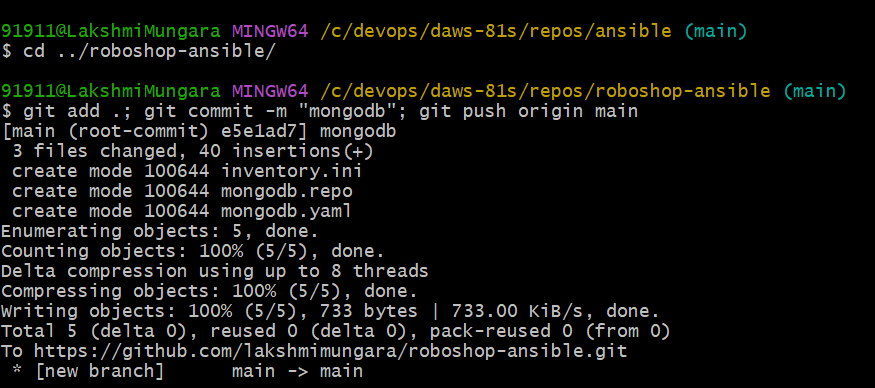 91911@LakshmiMungara MINGW64 /c/devops/daws-81s/repos/ansible (main)
$ cd ../roboshop-ansible/
91911@LakshmiMungara MINGW64 /c/devops/daws-81s/repos/roboshop-ansible (main)
$ git add .; git commit -m "mongodb"; git push origin main
[main (root-commit) e5e1ad7] mongodb
 3 files changed, 40 insertions(+)
 create mode 100644 inventory.ini
 create mode 100644 mongodb.repo
 create mode 100644 mongodb.yaml
Enumerating objects: 5, done.
Counting objects: 100% (5/5), done.
Delta compression using up to 8 threads
Compressing objects: 100% (5/5), done.
Writing objects: 100% (5/5), 733 bytes | 733.00 KiB/s, done.
Total 5 (delta 0), reused 0 (delta 0), pack-reused 0 (from 0)
To https://github.com/lakshmimungara/roboshop-ansible.git
 * [new branch]      main -> main